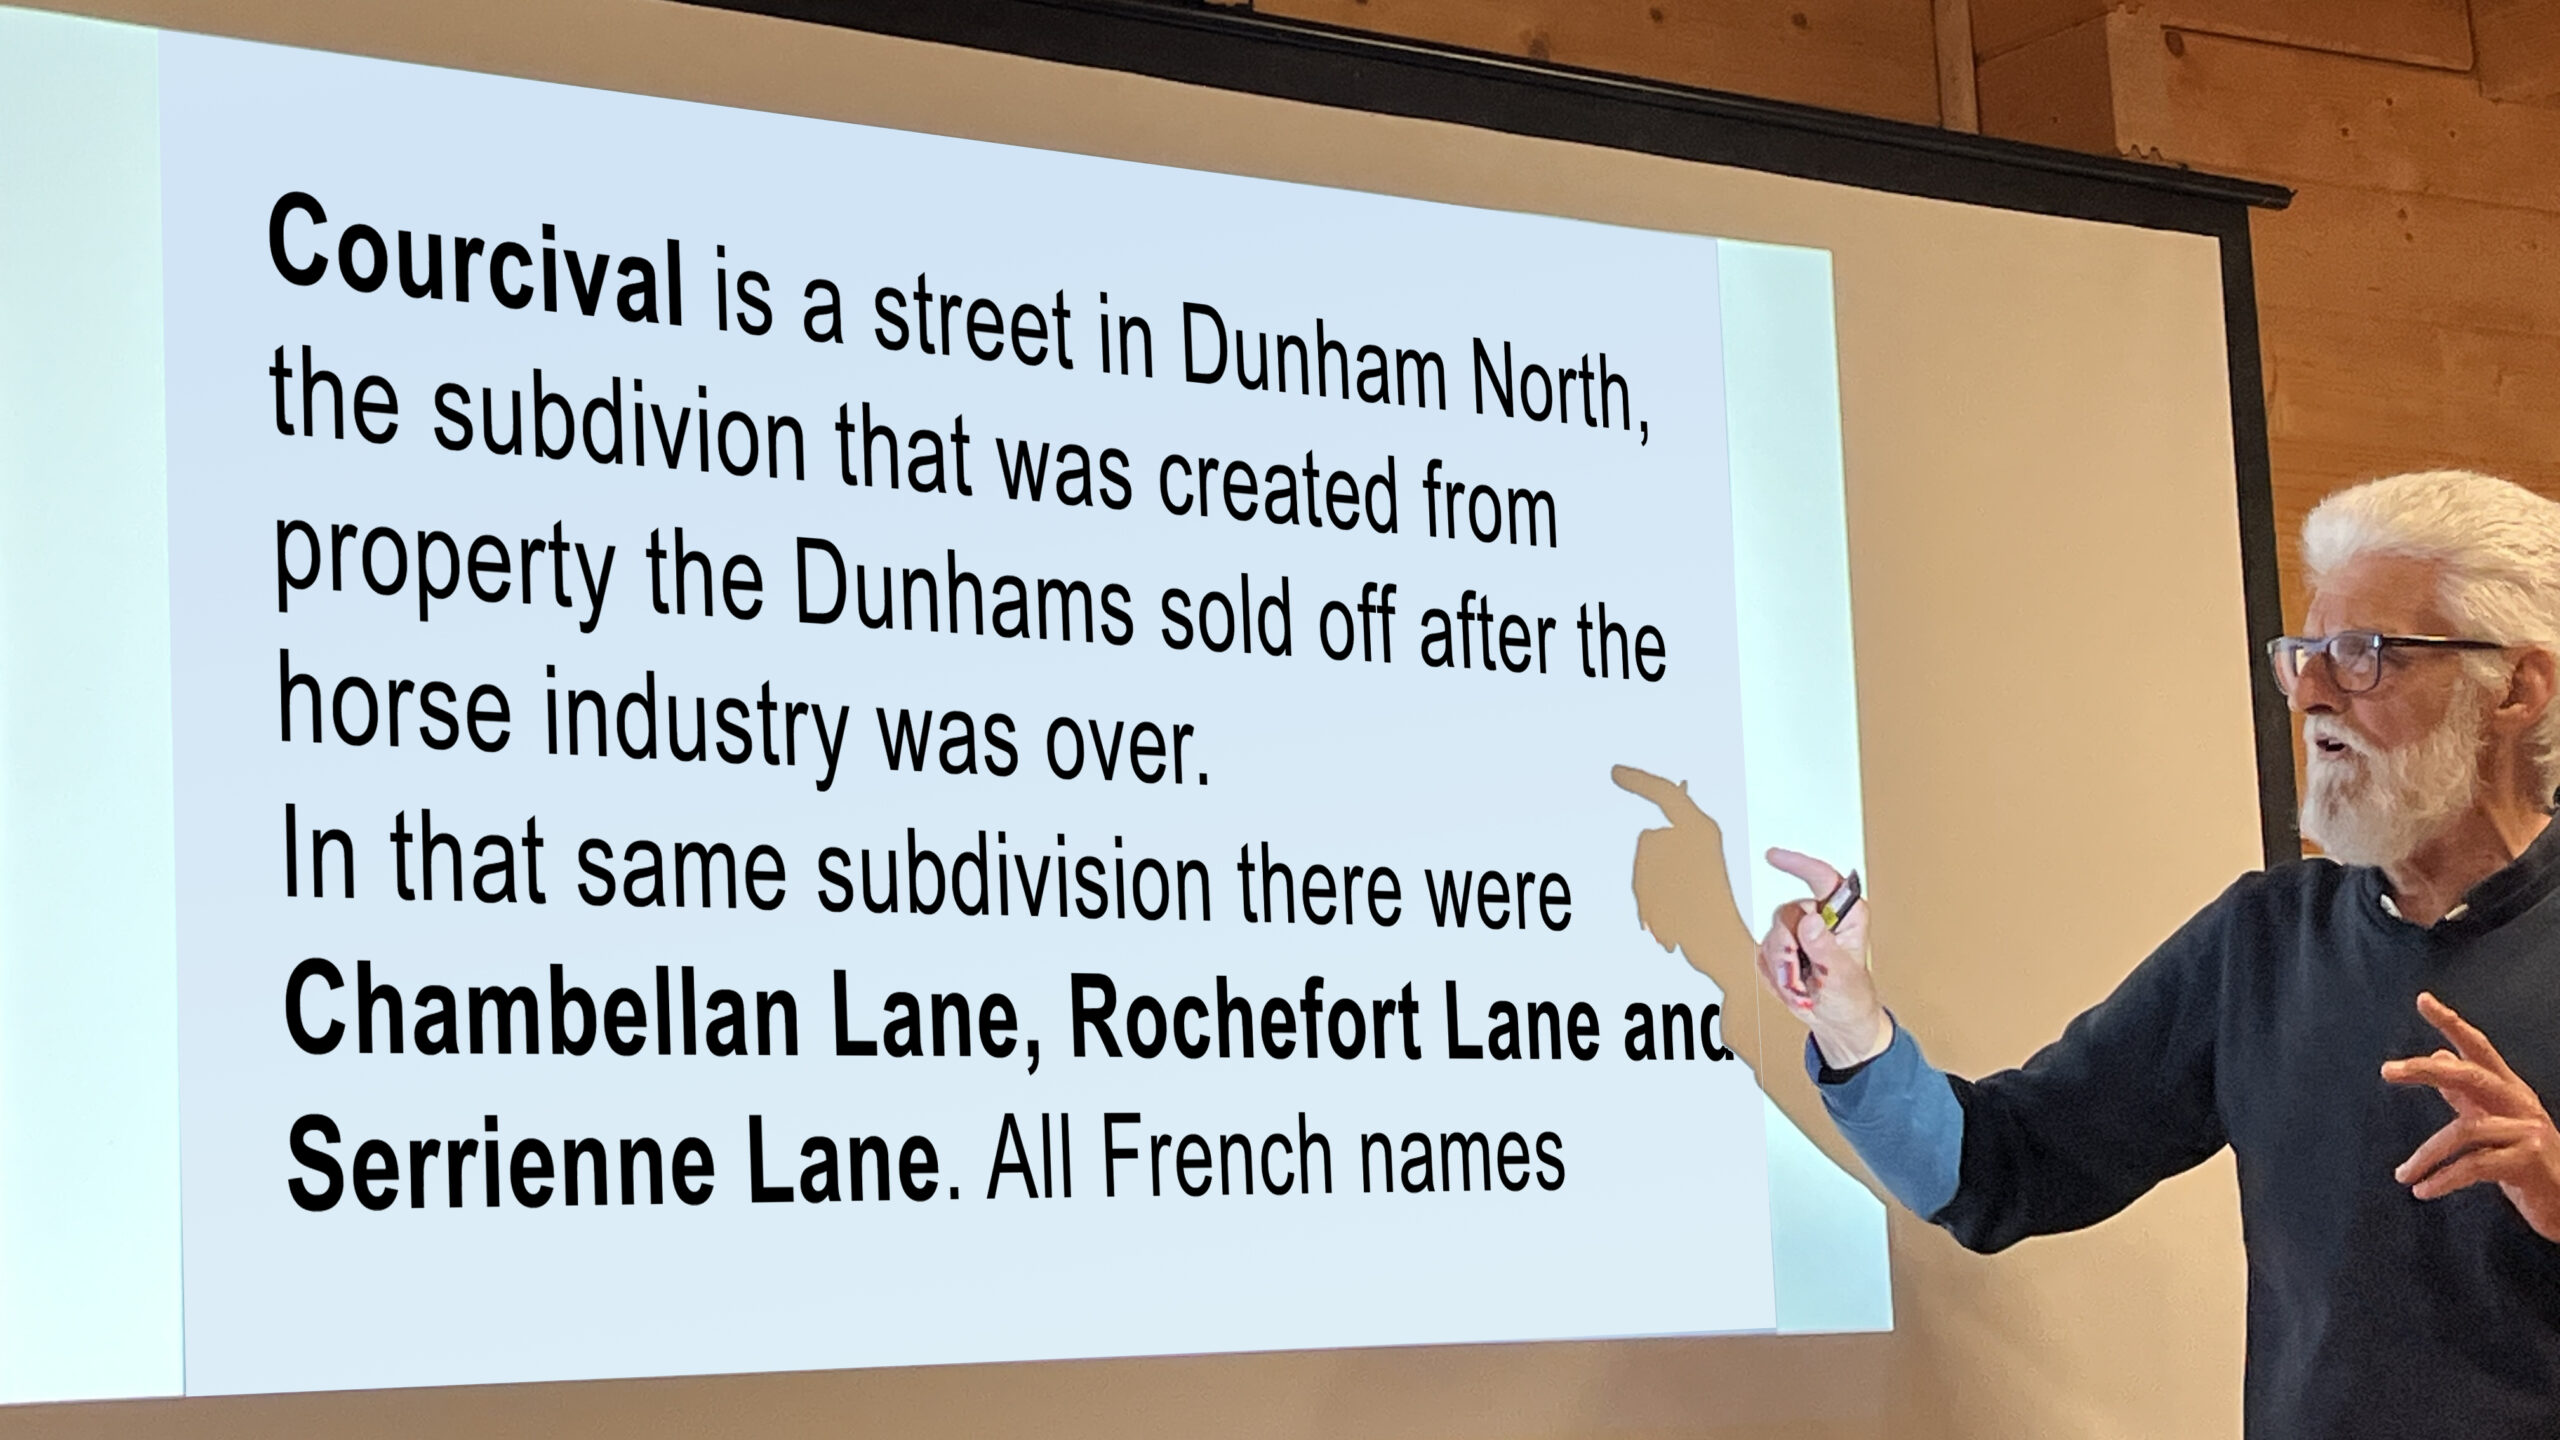 Courcival is a street in Dunham North,
the subdivion that was created from
property the Dunhams sold off after the
horse industry was over.
In that same subdivision there were
Chambellan Lane, Rochefort Lane and
Serrienne Lane. All French names